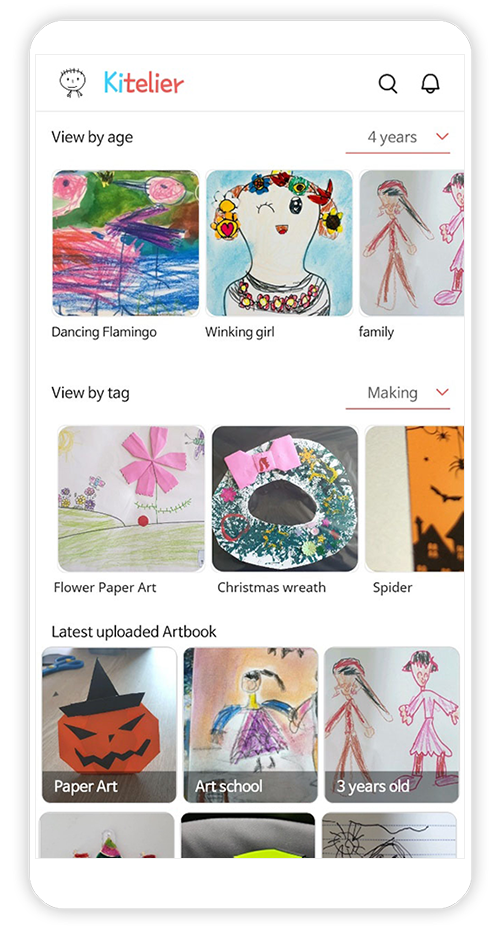 Kitelier
View by age
4 years
Dancing Flamingo
Winking girl
family
View by tag
Making
Flower Paper Art
Christmas wreath
Spider
Latest uploaded Artbook
Paper Art
Art school
3 years old